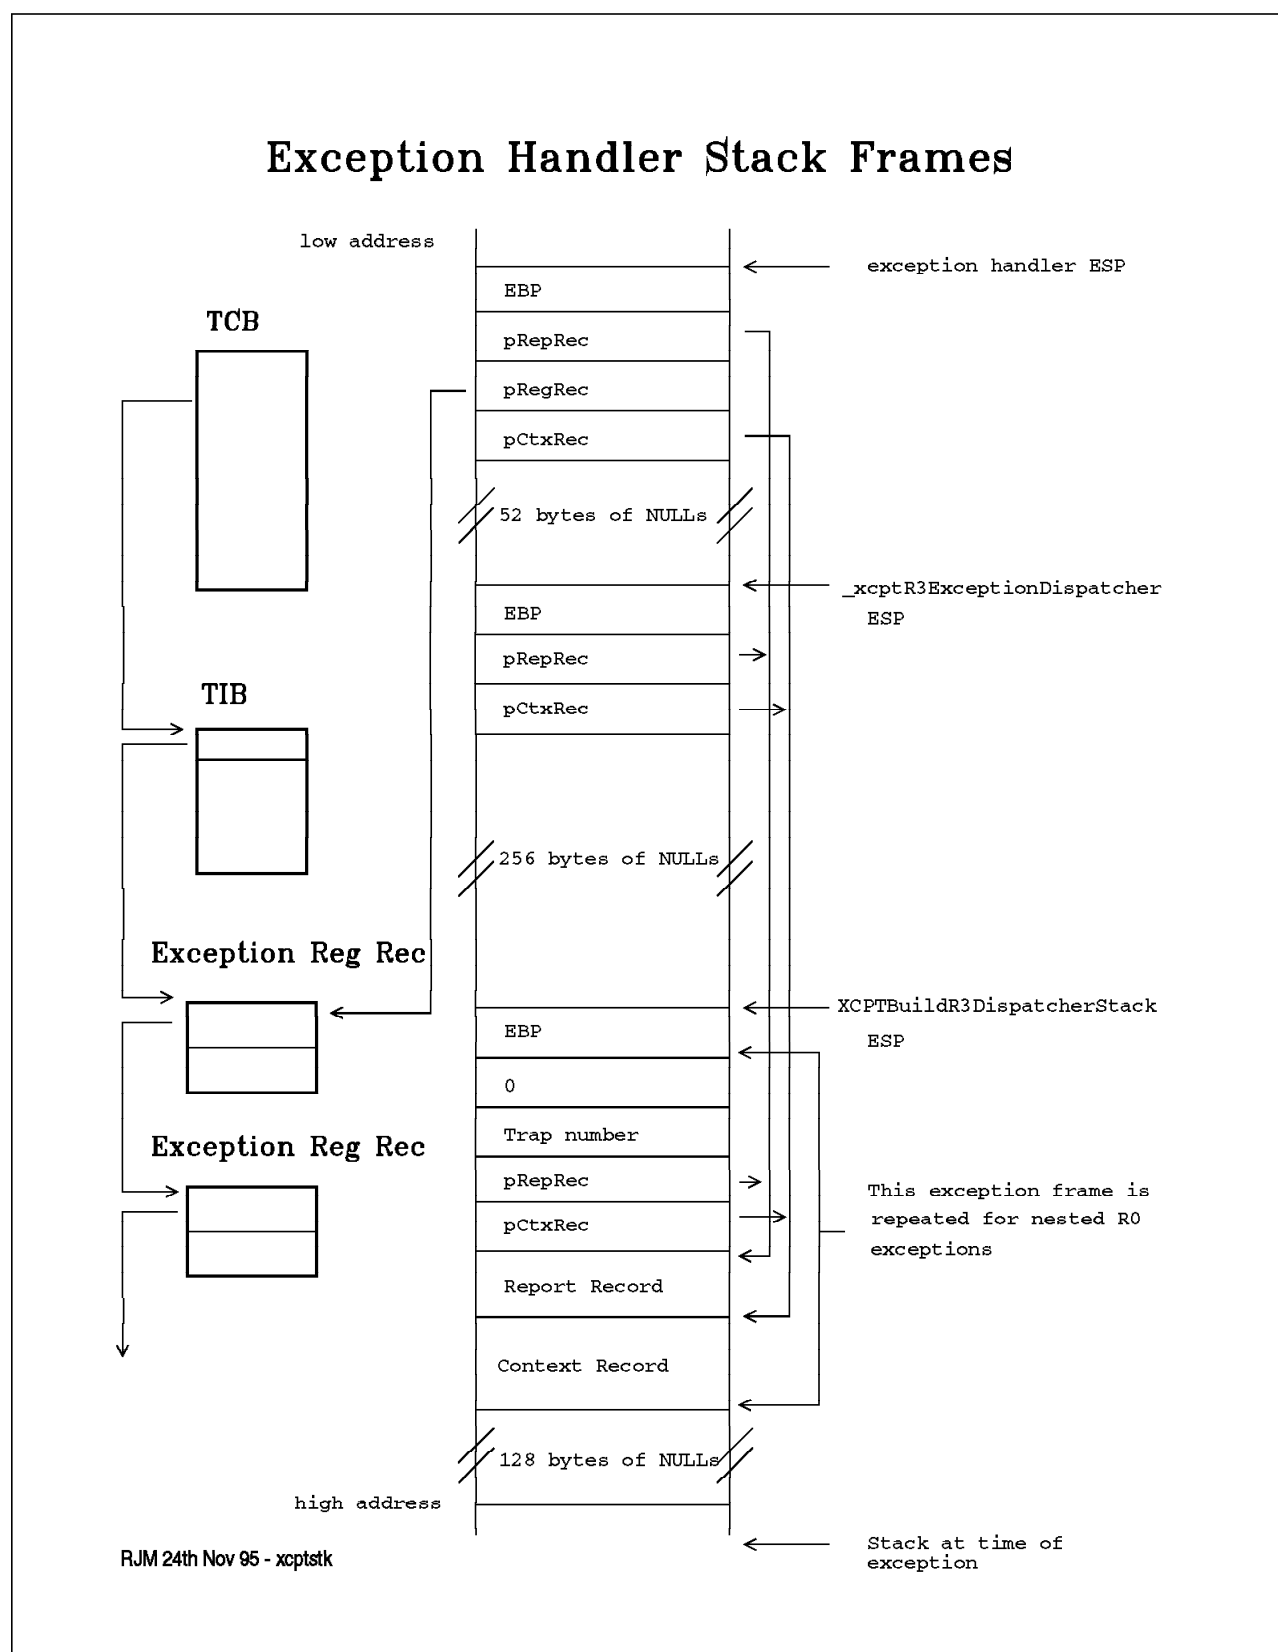 Exception Handler Stack Frames
low address
exception handler ESP
EBP
TCB
pRepRec
pRegRec
pCtxRec
52 bytes of NULLs
_xcptR3ExceptionDispatcher
ESP
EBP
pRepRec
TIB
pCtxRec
256 bytes of NULLs
Exception Reg Rec
XCPTBuildR3DispatcherStack
ESP
EBP
0
Trap number
Exception Reg Rec
pRepRec
pCtxRec
This exception frame is
repeated for nested R0
exceptions
Report Record
Context Record
128 bytes of NULLs
high address
Stack at time of
exception
RJM 24th Nov 95 - xcptstk